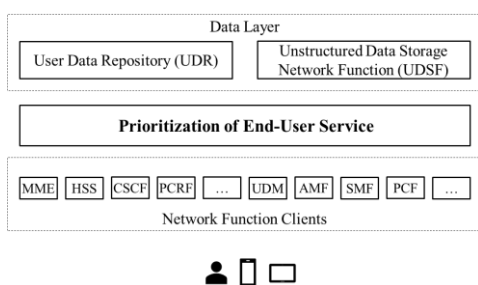 Data Layer
User Data Repository (UDR)
Unstructured Data Storage
Network Function (UDSF)
Prioritization of End-User Service
MME HSS CSCF PCRF … UDM AMF SMF PCF …
Network Function Clients